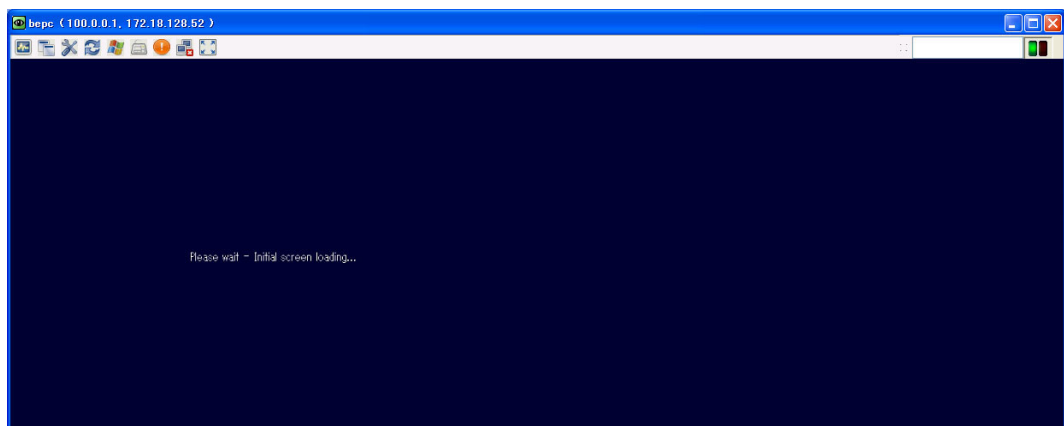 bepc ( 100.0.0.1, 172.18.128.52 )
Please wait - Initial screen loading...